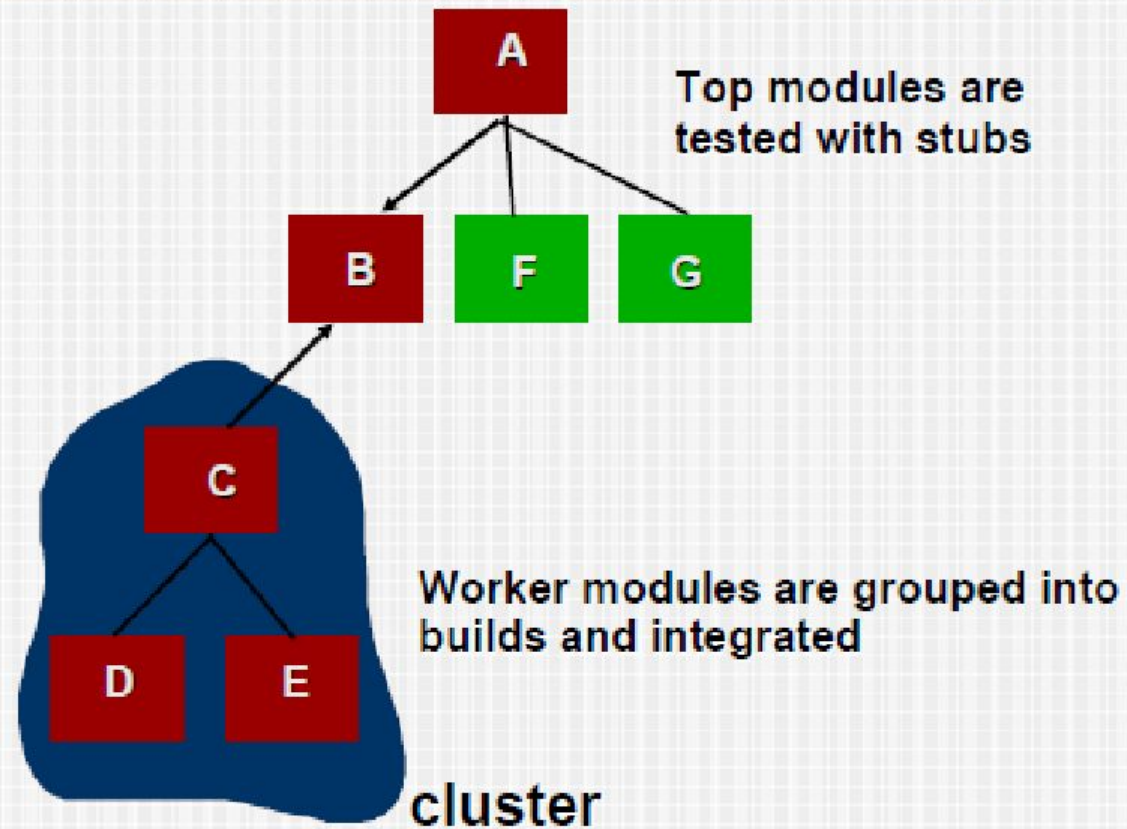 A
Top modules are
tested with stubs
B
F
G
C
Worker modules are grouped into
builds and integrated
D
E
cluster